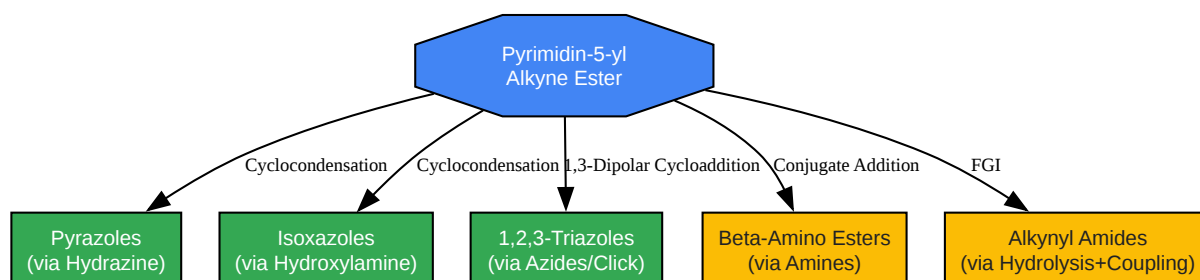 Pyrimidin-5-yl
Alkyne Ester
Cyclocondensation
Cyclocondensation
1,3-Dipolar Cycloaddition
Conjugate Addition
FGI
Pyrazoles
(via Hydrazine)
Isoxazoles
(via Hydroxylamine)
1,2,3-Triazoles
(via Azides/Click)
Beta-Amino Esters
(via Amines)
Alkynyl Amides
(via Hydrolysis+Coupling)